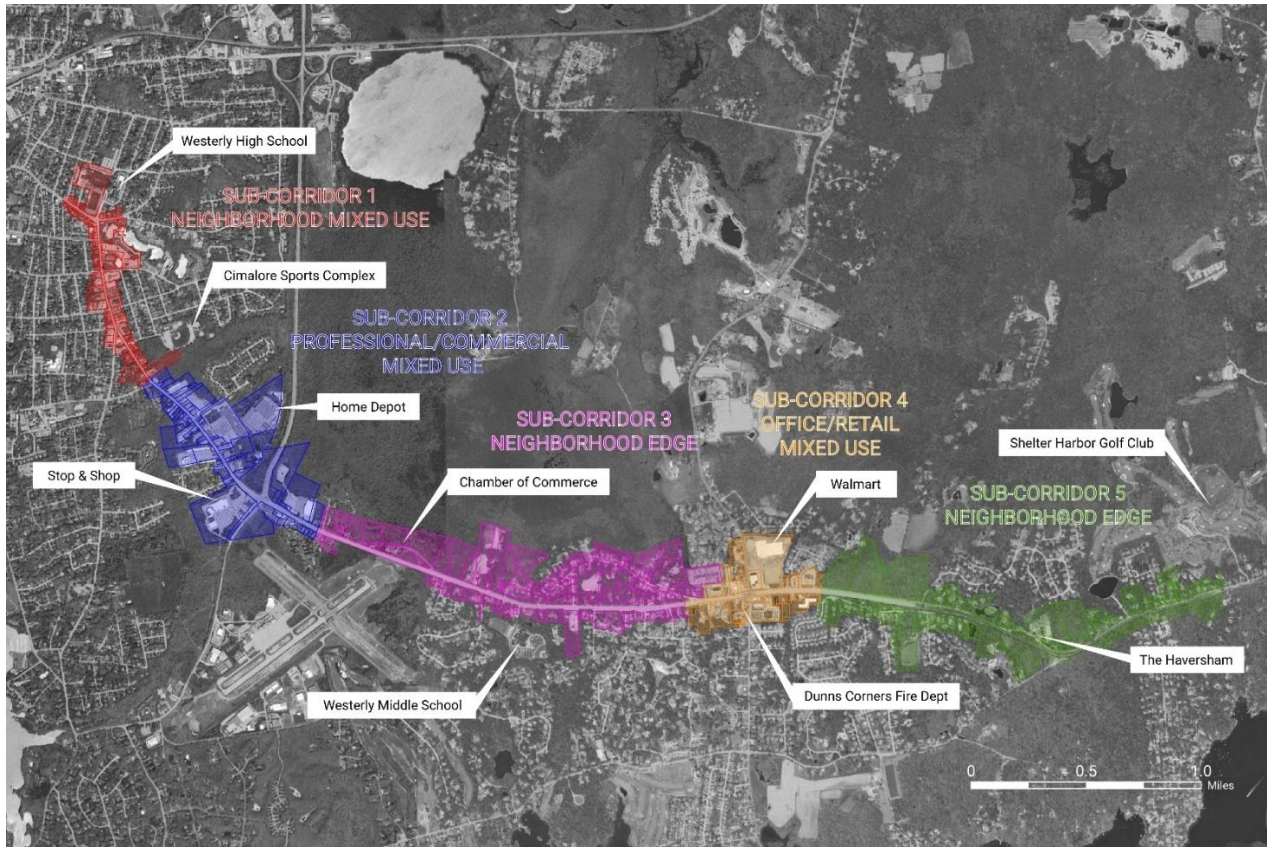 Westerly High School
SUB-CORRIDOR 1
NEIGHBORHOOD MIXED USE
Cimalore Sports Complex
SUB-CORRIDOR 2
PROFESSIONAL/COMMERCIAL
MIXED USE
Home Depot
SUB-CORRIDOR 3
NEIGHBORHOOD EDGE
SUB-CORRIDOR 4
OFFICE/RETAIL
MIXED USE
Shelter Harbor Golf Club
Stop & Shop
Chamber of Commerce
Walmart
SUB-CORRIDOR 5
NEIGHBORHOOD EDGE
The Haversham
Westerly Middle School
Dunns Corners Fire Dept
0 0.5 1.0
Miles